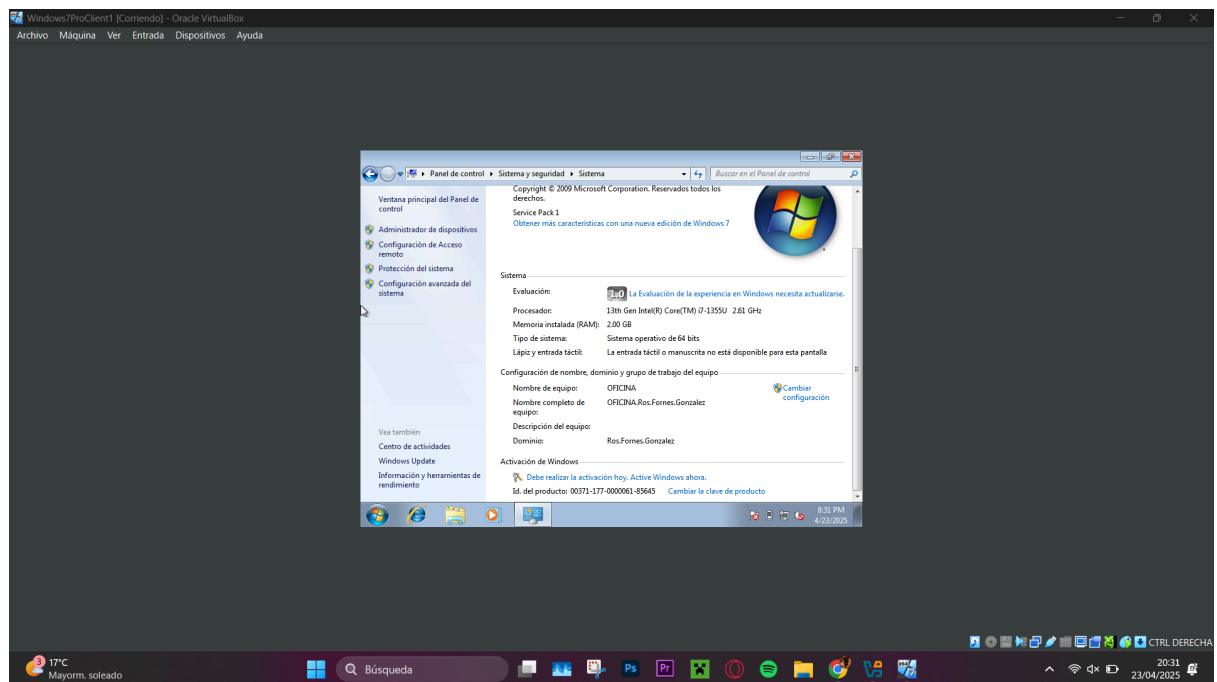 Windows7ProClient1 [Corriendo] - Oracle VirtualBox
Archivo Máquina Ver Entrada Dispositivos Ayuda
Panel de control Sistema y seguridad Sistema
Buscar en el Panel de control
Ventana principal del Panel de
control
Administrador de dispositivos
Configuración de Acceso
remoto
Protección del sistema
Configuración avanzada del
sistema
Vea también
Centro de actividades
Windows Update
Información y herramientas de
rendimiento
Copyright © 2009 Microsoft Corporation. Reservados todos los
derechos.
Service Pack 1
Obtener más características con una nueva edición de Windows 7
Sistema
Evaluación: 1,0 La Evaluación de la experiencia en Windows necesita actualizarse.
Procesador: 13th Gen Intel(R) Core(TM) i7-1355U 2.61 GHz
Memoria instalada (RAM): 2.00 GB
Tipo de sistema: Sistema operativo de 64 bits
Lápiz y entrada táctil: La entrada táctil o manuscrita no está disponible para esta pantalla
Configuración de nombre, dominio y grupo de trabajo del equipo
Nombre de equipo: OFICINA Cambiar
configuración
Nombre completo de OFICINA.Ros.Fornes.Gonzalez
equipo:
Descripción del equipo:
Dominio: Ros.Fornes.Gonzalez
Activación de Windows
Debe realizar la activación hoy. Active Windows ahora.
Id. del producto: 00371-177-0000061-85645 Cambiar la clave de producto
8:31 PM
4/23/2025
CTRL DERECHA
3
17°C
Mayorm. soleado
Búsqueda
Ps
Pr
20:31
23/04/2025